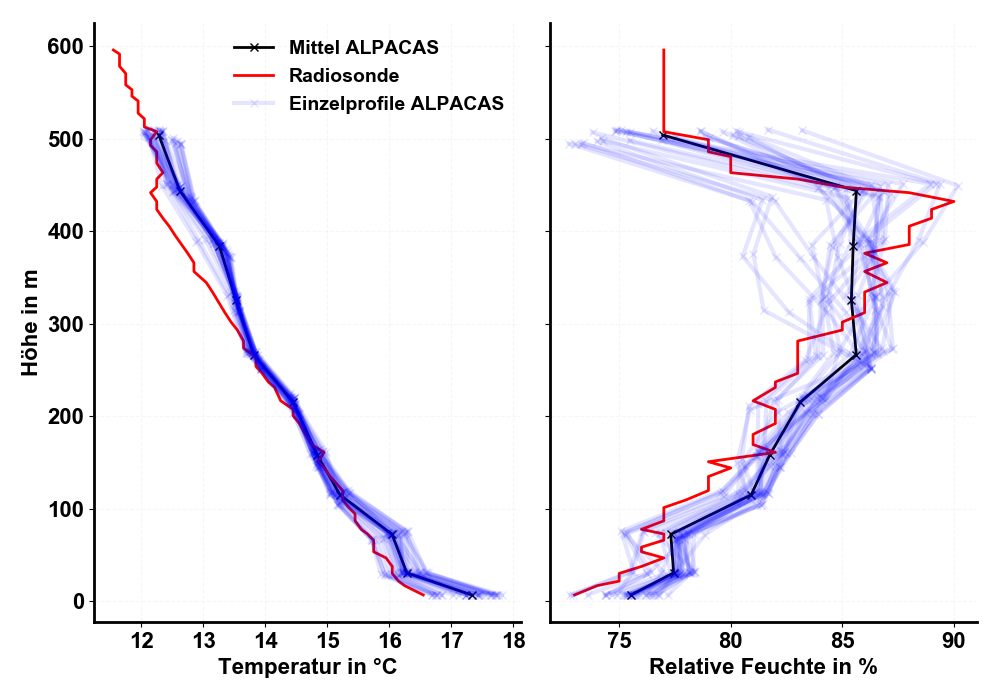 Mittel ALPACAS
Radiosonde
Einzelprofile ALPACAS
Höhe in m
600
500
400
300
200
100
0
12 13 14 15 16 17 18
Temperatur in °C
75 80 85 90
Relative Feuchte in %